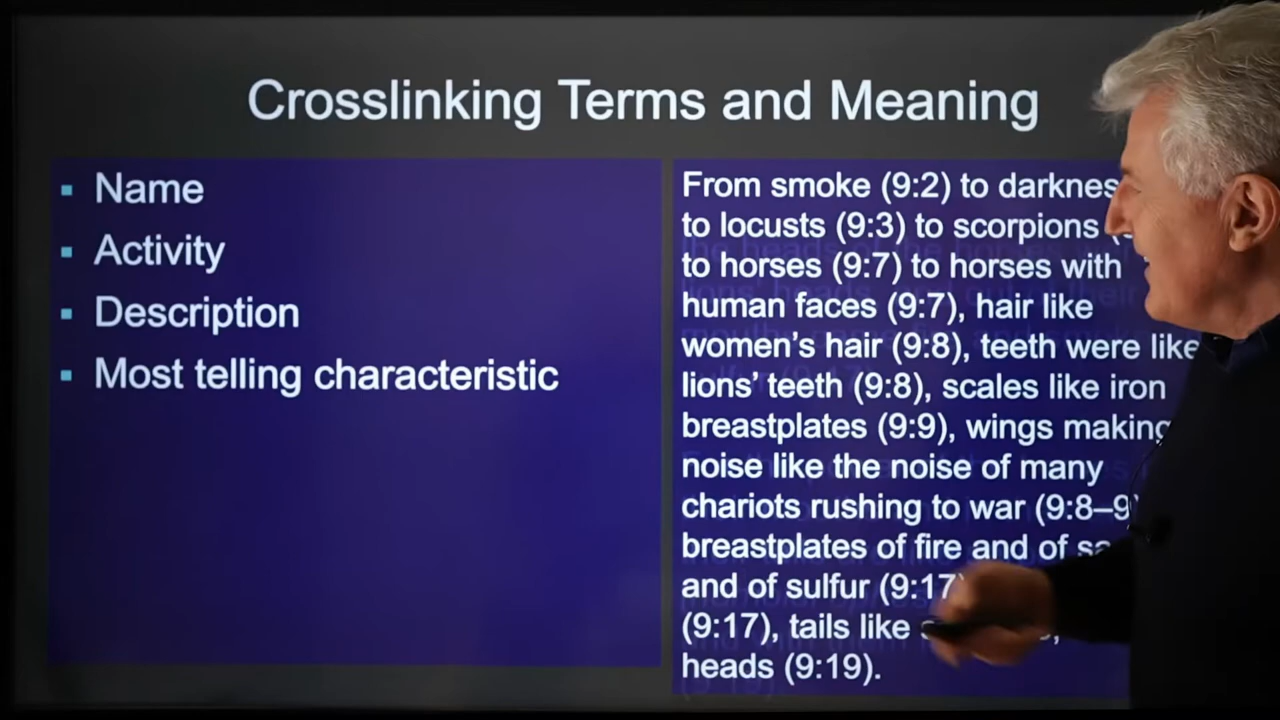 Crosslinking Terms and Meaning
▪ Name
▪ Activity
▪ Description
▪ Most telling characteristic
From smoke (9:2) to
to locusts (9:3) to scorpions
to horses (9:7) to horses with
human faces (9:7), hair like
women’s hair (9:8), teeth were like
lions’ teeth (9:8), scales like iron
breastplates (9:9), wings making
noise like the noise of many
chariots rushing to war (9:8–9
breastplates of fire and of
and of sulfur (9:17)
(9:17), tails like
heads (9:19).